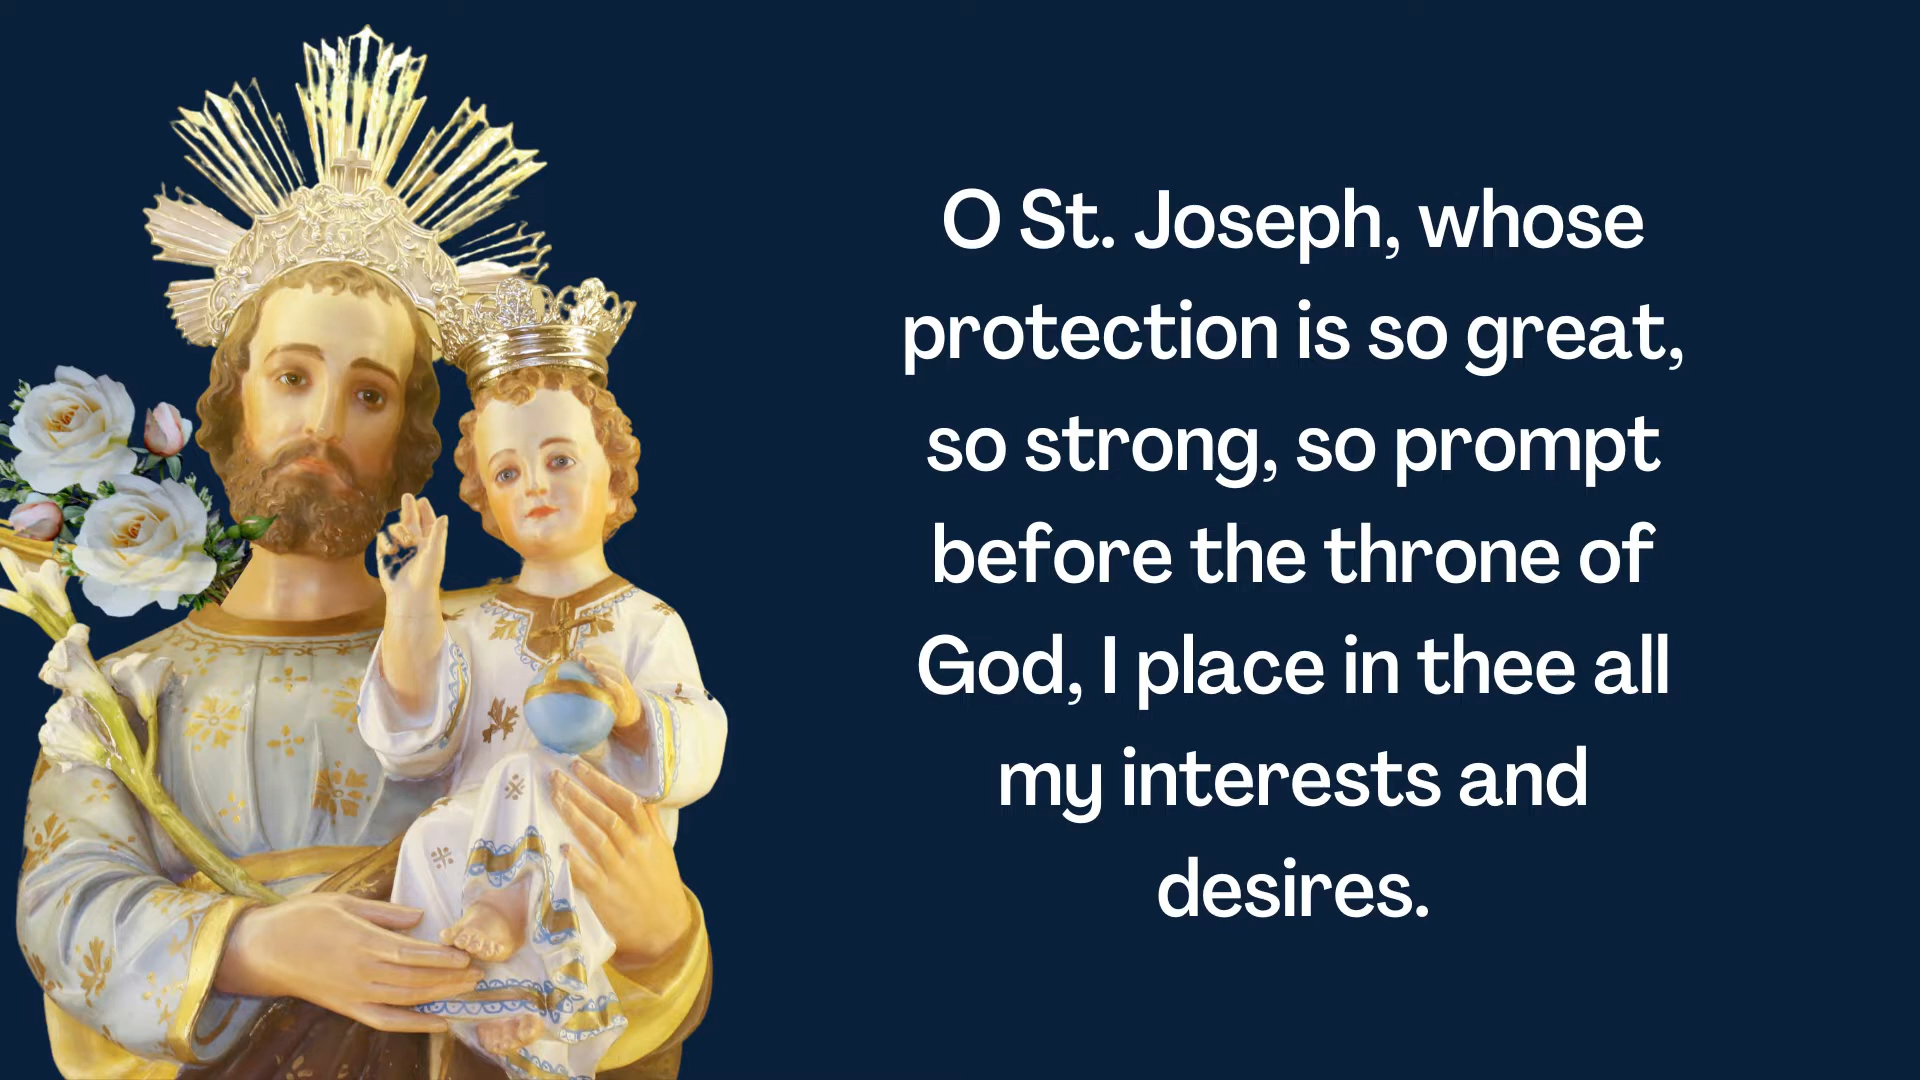 O St. Joseph, whose
protection is so great,
so strong, so prompt
before the throne of
God, I place in thee all
my interests and
desires.